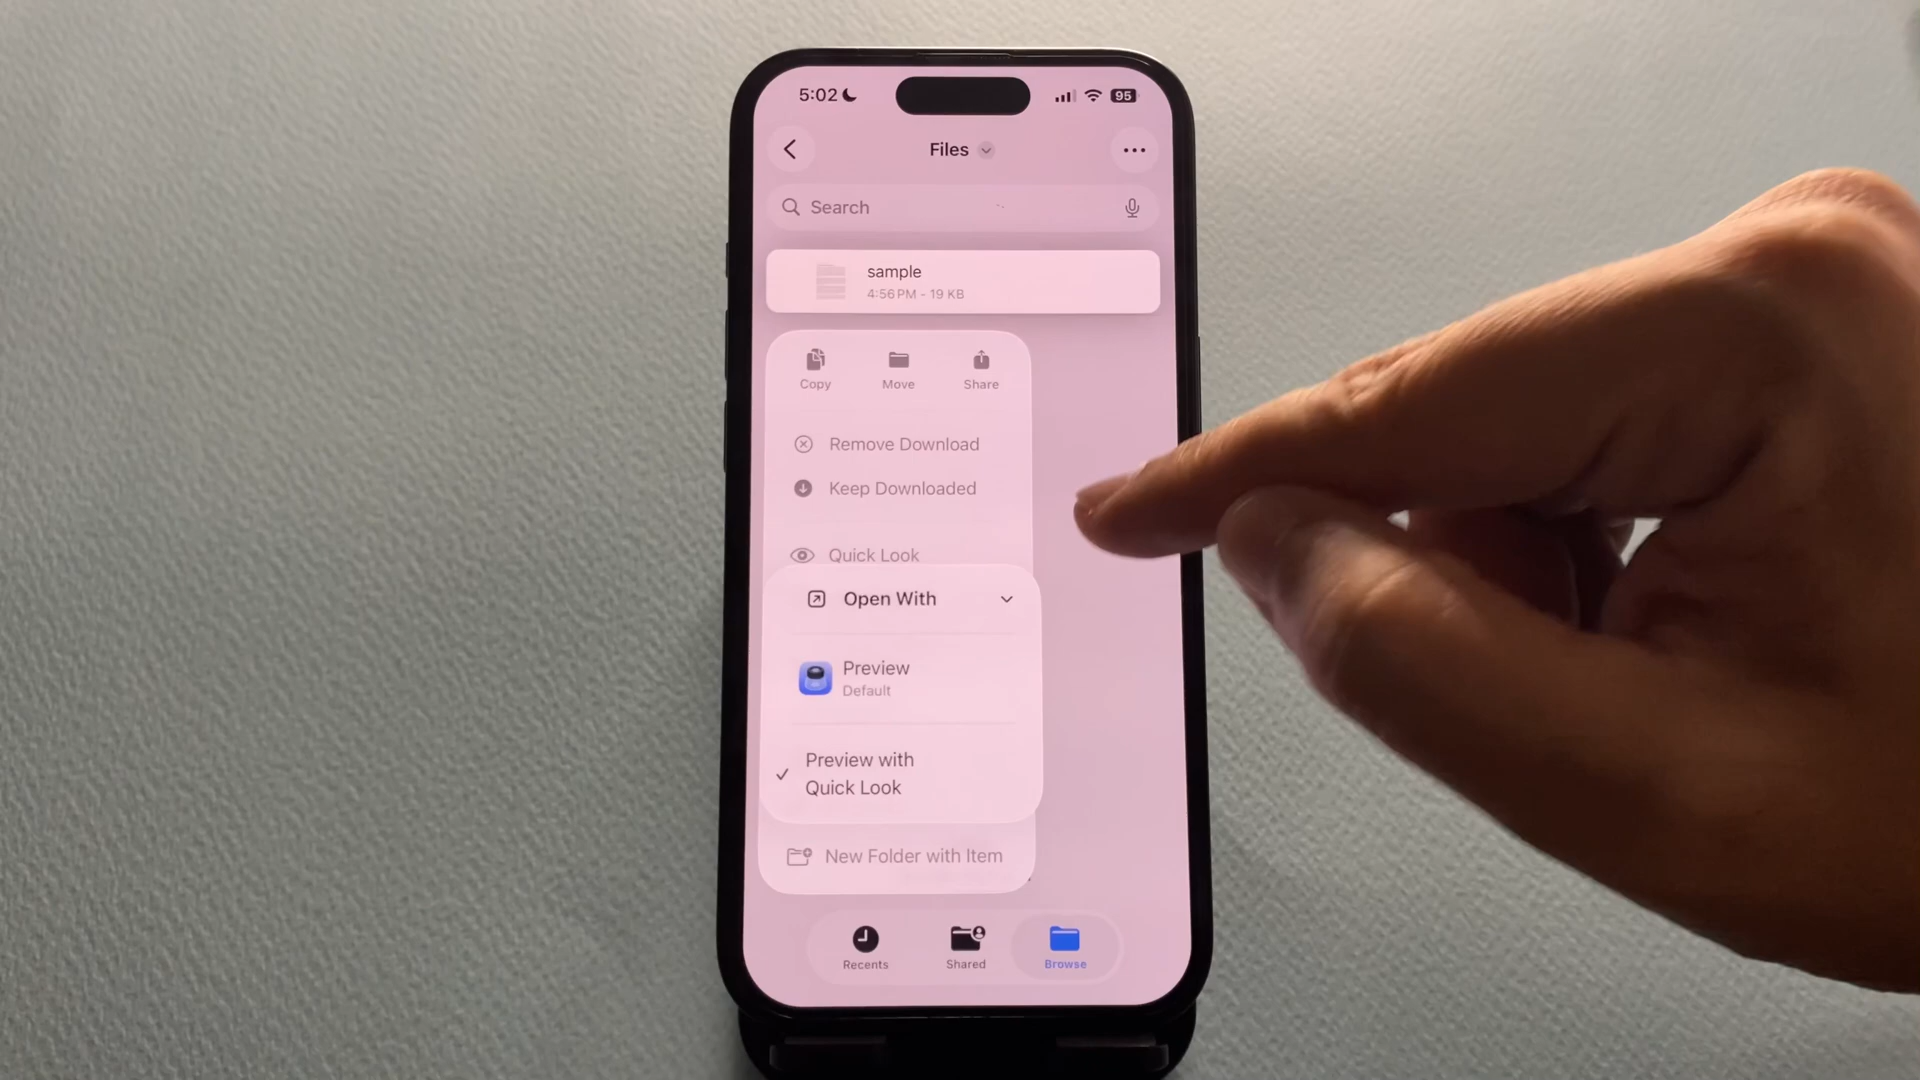 5:02
95
Files
Search
sample
4:56 PM - 19 KB
Copy Move Share
Remove Download
Keep Downloaded
Quick Look
Open With
Preview
Default
Preview with
Quick Look
New Folder with Item
Recents Shared Browse